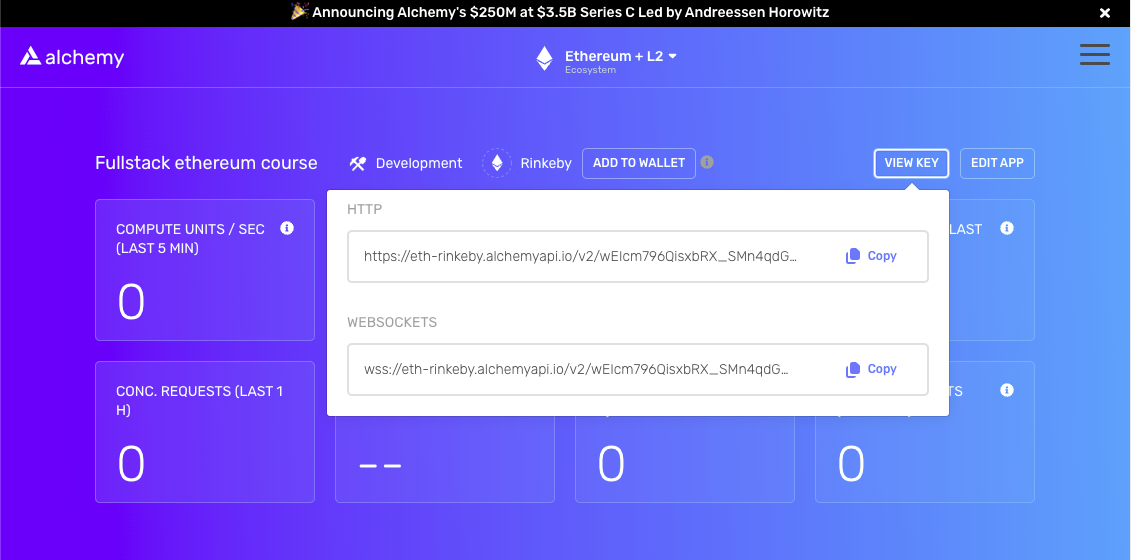 🎉 Announcing Alchemy's $250M at $3.5B Series C Led by Andreessen Horowitz
alchemy
Ethereum + L2
Ecosystem
Fullstack ethereum course
Development
Rinkeby
ADD TO WALLET
VIEW KEY
EDIT APP
HTTP
https://eth-rinkeby.alchemyapi.io/v2/wEIcm796QisxbRX_SMn4qdG…
Copy
WEBSOCKETS
wss://eth-rinkeby.alchemyapi.io/v2/wEIcm796QisxbRX_SMn4qdG…
Copy
COMPUTE UNITS / SEC
(LAST 5 MIN)
0
LAST
CONC. REQUESTS (LAST 1
H)
0
--
0
TS
0